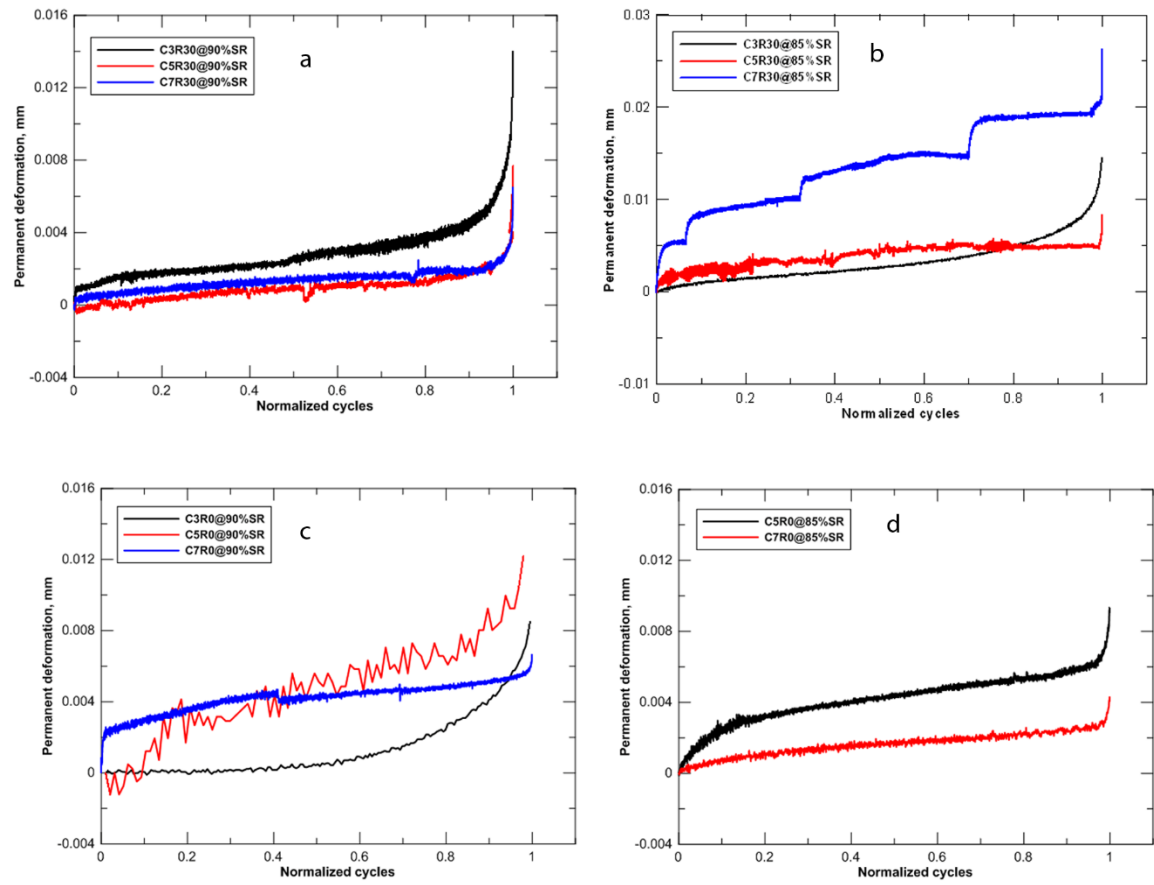 0.016
C3R30@90%SR
C5R30@90%SR
C7R30@90%SR
a
0.012
0.008
0.004
0
-0.004
Permanent deformation, mm
0 0.2 0.4 0.6 0.8 1
Normalized cycles
0.03
C3R30@85%SR
C5R30@85%SR
C7R30@85%SR
b
0.02
0.01
0
-0.01
Permanent deformation, mm
0 0.2 0.4 0.6 0.8 1
Normalized cycles
0.016
C3R0@90%SR
C5R0@90%SR
C7R0@90%SR
c
0.012
0.008
0.004
0
-0.004
Permanent deformation, mm
0 0.2 0.4 0.6 0.8 1
Normalized cycles
0.016
C5R0@85%SR
C7R0@85%SR
d
0.012
0.008
0.004
0
-0.004
Permanent deformation, mm
0 0.2 0.4 0.6 0.8 1
Normalized cycles